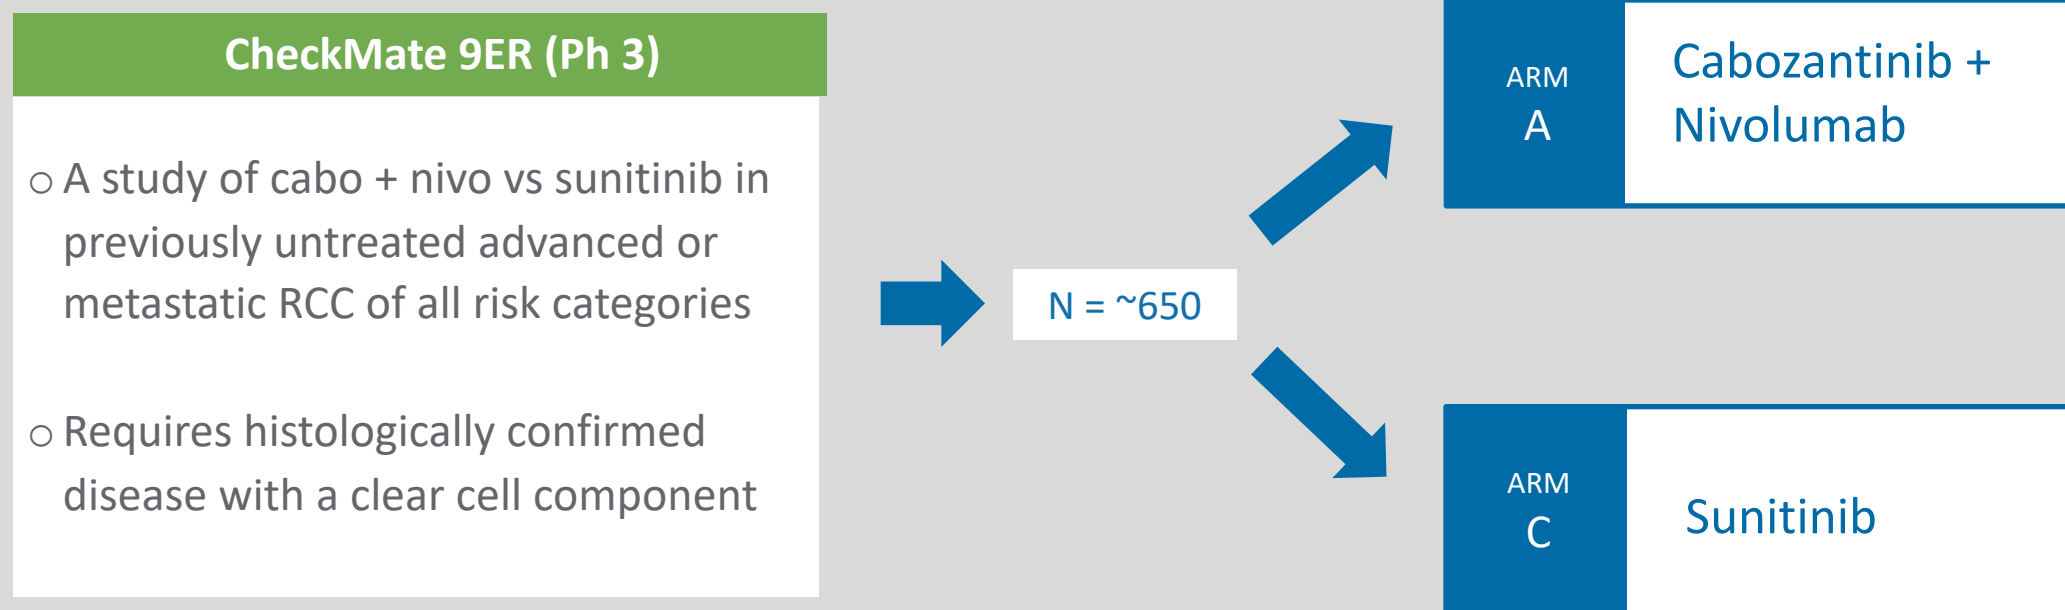 CheckMate 9ER (Ph 3)
○ A study of cabo + nivo vs sunitinib in
previously untreated advanced or
metastatic RCC of all risk categories
○ Requires histologically confirmed
disease with a clear cell component
N = ~650
ARM
A
Cabozantinib +
Nivolumab
ARM
C
Sunitinib